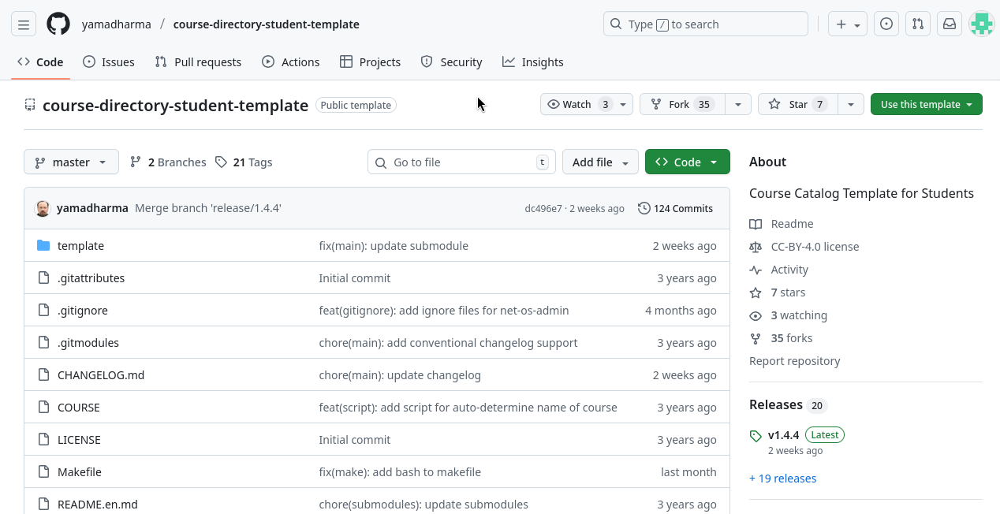 yamadharma / course-directory-student-template
Type / to search
Code Issues Pull requests Actions Projects Security Insights
course-directory-student-template Public template
Watch 3 Fork 35 Star 7 Use this template
master 2 Branches 21 Tags Go to file t Add file Code
yamadharma Merge branch 'release/1.4.4' dc496e7 · 2 weeks ago 124 Commits
template fix(main): update submodule 2 weeks ago
.gitattributes Initial commit 3 years ago
.gitignore feat(gitignore): add ignore files for net-os-admin 4 months ago
.gitmodules chore(main): add conventional changelog support 3 years ago
CHANGELOG.md chore(main): update changelog 2 weeks ago
COURSE feat(script): add script for auto-determine name of course 3 years ago
LICENSE Initial commit 3 years ago
Makefile fix(make): add bash to makefile last month
README.en.md chore(submodules): update submodules 3 years ago
About
Course Catalog Template for Students
Readme
CC-BY-4.0 license
Activity
7 stars
3 watching
35 forks
Report repository
Releases 20
v1.4.4 Latest
2 weeks ago
+ 19 releases